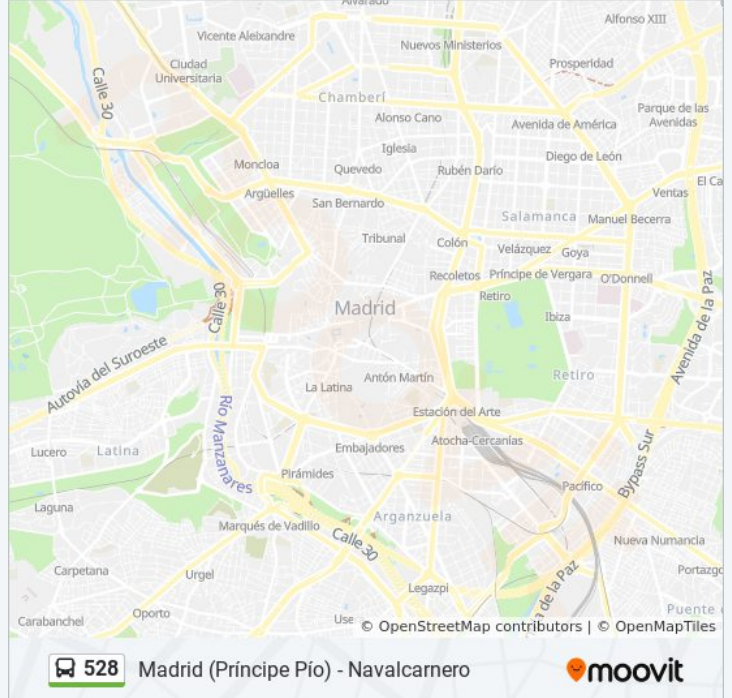 Alvarado
Alfonso XIII
Vicente Aleixandre
Nuevos Ministerios
Ciudad
Universitaria
Prosperidad
Calle 30
Chamberí
Parque de las
Avenidas
Alonso Cano
Avenida de América
Iglesia
Diego de León
Moncloa
Quevedo
Rubén Darío
El Ca
Argüelles
Ventas
San Bernardo
Salamanca
Manuel Becerra
Tribunal
Colón
Velázquez
Goya
Recoletos
Príncipe de Vergara
O'Donnell
Retiro
Calle 30
Madrid
Ibiza
Avenida de la Paz
Autovía del Suroeste
La Latina
Antón Martín
Retiro
Estación del Arte
Río Manzanares
Atocha-Cercanías
Lucero
Latina
Embajadores
Bypass Sur
Pirámides
Pacífico
Laguna
Arganzuela
Marqués de Vadillo
Calle 30
Nueva Numancia
Carpetana
Urgel
Portazgo
Legazpi
a de la Paz
Oporto
Puente
Carabanchel
Use
© OpenStreetMap contributors | © OpenMapTiles
528
Madrid (Príncipe Pío) - Navalcarnero
moovit